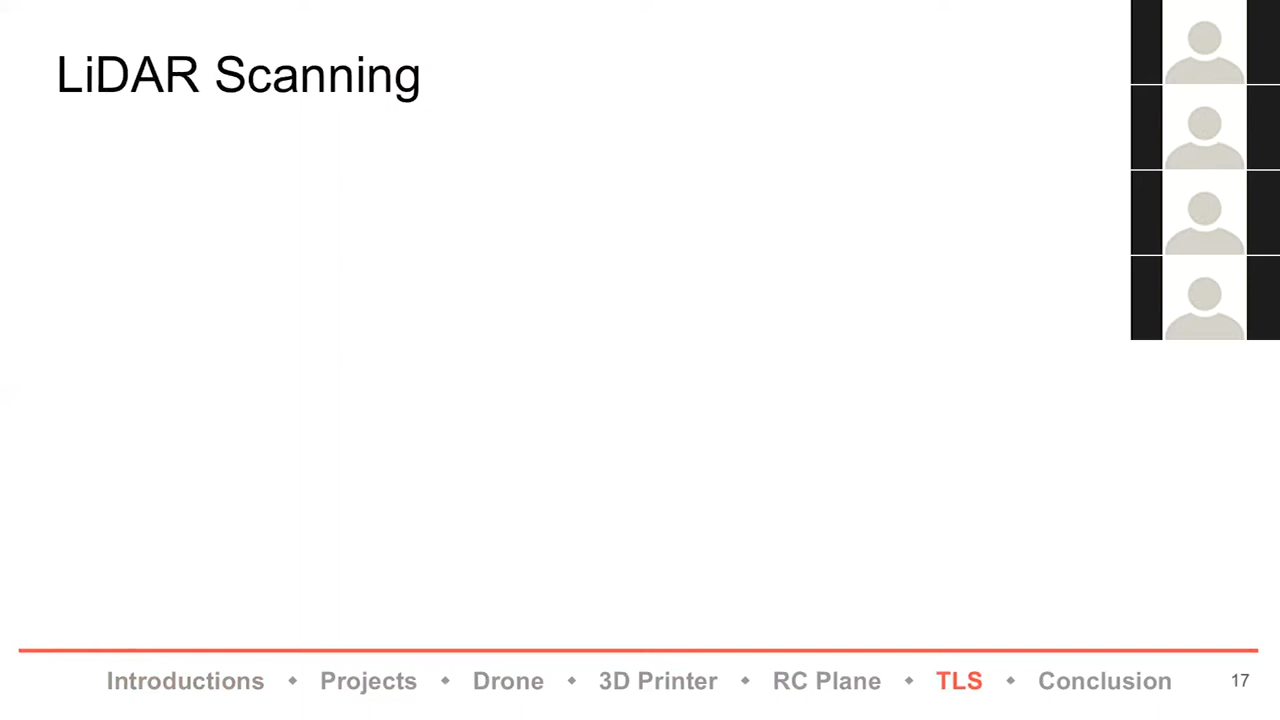 LiDAR Scanning
Introductions ◆ Projects ◆ Drone ◆ 3D Printer ◆ RC Plane ◆ TLS ◆ Conclusion 17